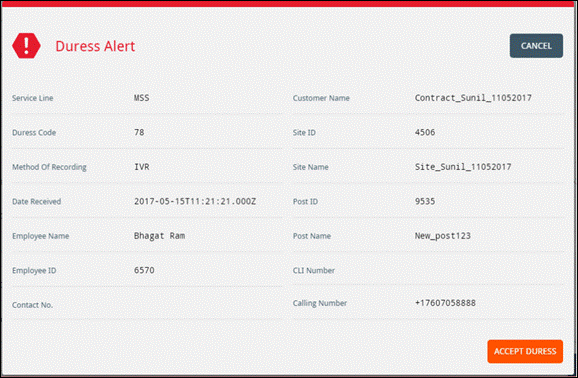 Duress Alert
CANCEL
Service Line MSS Customer Name Contract_Sunil_11052017
Duress Code 78 Site ID 4506
Method Of Recording IVR Site Name Site_Sunil_11052017
Date Received 2017-05-15T11:21:21.000Z Post ID 9535
Employee Name Bhagat Ram Post Name New_post123
Employee ID 6570 CLI Number
Contact No. Calling Number +17607058888
ACCEPT DURESS